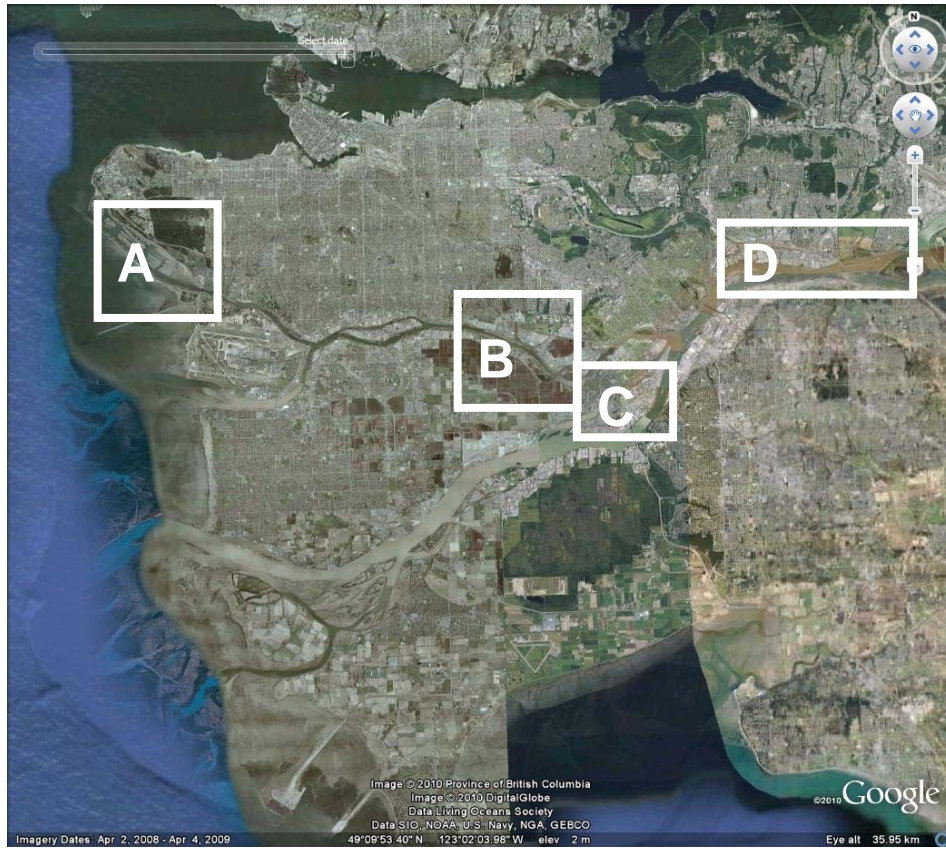 Select date
N
A
D
B
C
Image © 2010 Province of British Columbia
Image © 2010 DigitalGlobe
Data Living Oceans Society
Data SIO, NOAA, U.S. Navy, NGA, GEBCO
©2010 Google
Imagery Dates: Apr 2, 2008 - Apr 4, 2009 49°09'53.40" N 123°02'03.98" W elev 2 m Eye alt 35.95 km